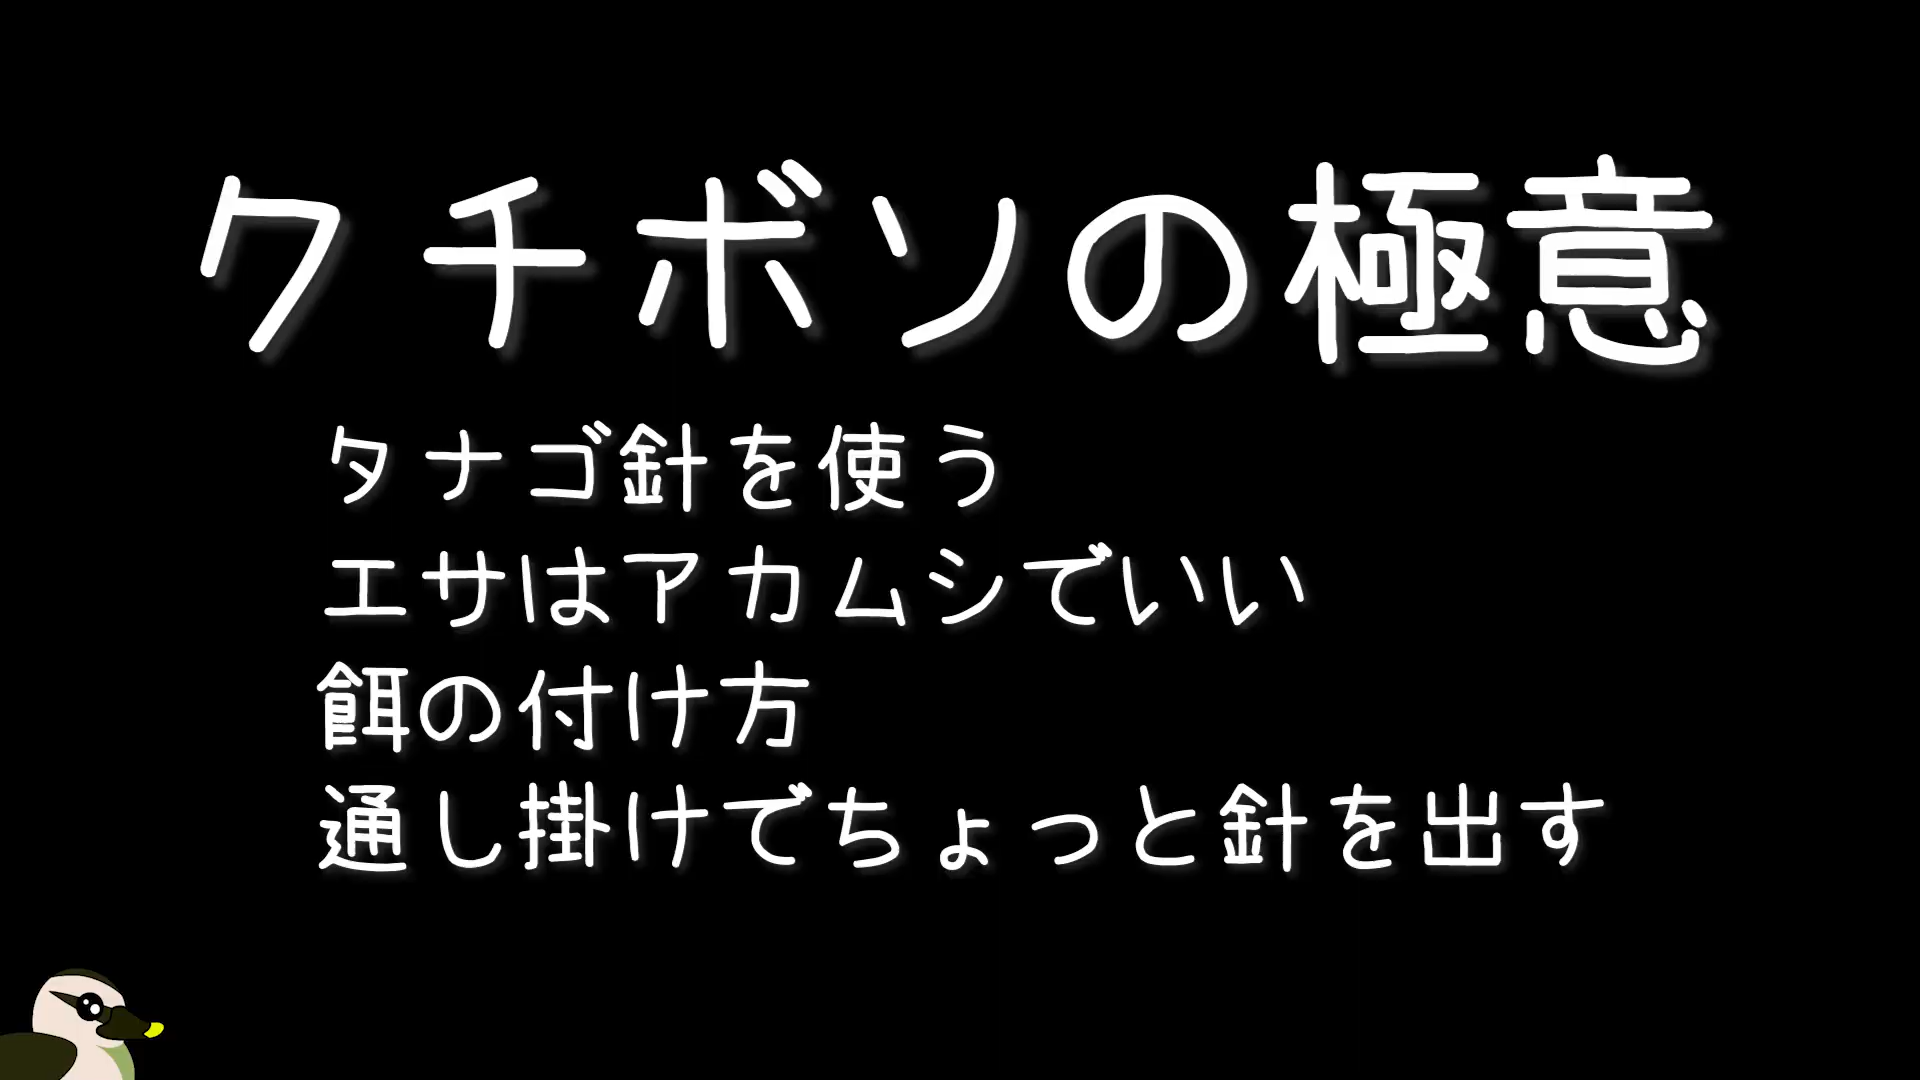 クチボソの極意
タナゴ針を使う
エサはアカムシでいい
餌の付け方
通し掛けでちょっと針を出す